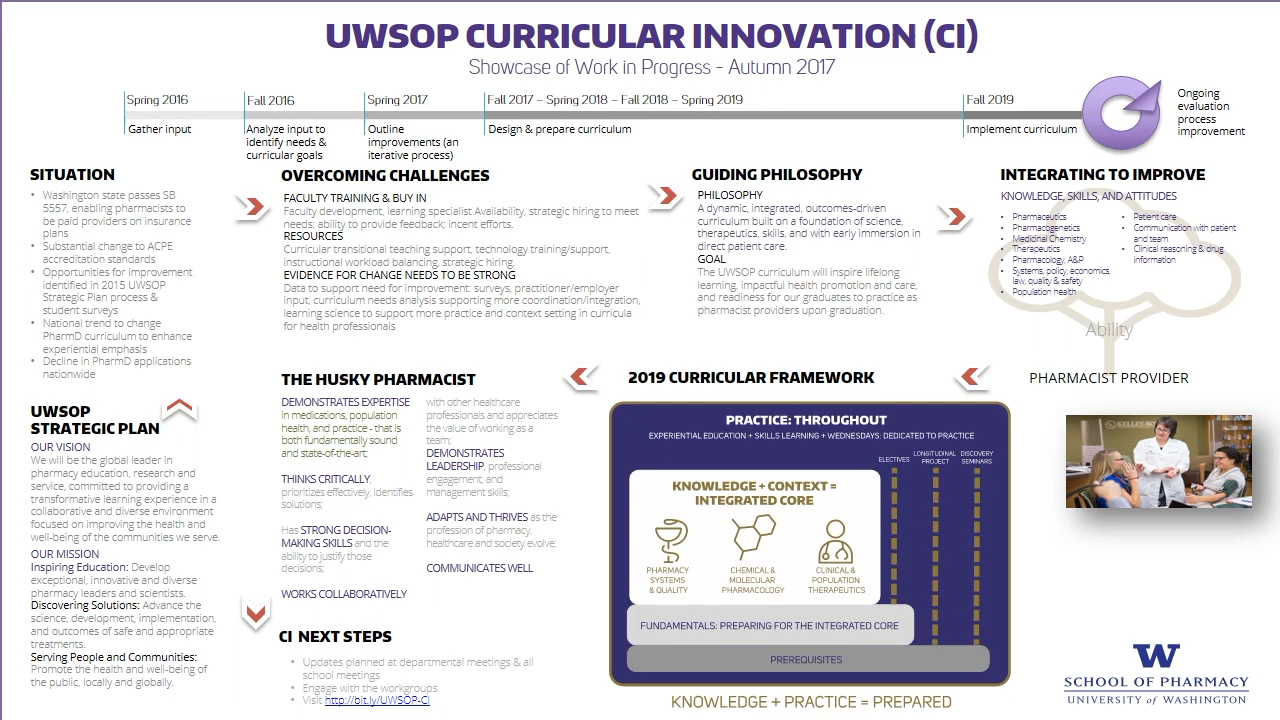 UWSOP CURRICULAR INNOVATION (CI)
Showcase of Work in Progress - Autumn 2017
Spring 2016
Fall 2016
Spring 2017
Fall 2017 – Spring 2018 – Fall 2018 – Spring 2019
Fall 2019
Gather input
Analyze input to
identify needs &
curricular goals
Outline
improvements (an
iterative process)
Design & prepare curriculum
Implement curriculum
Ongoing
evaluation
process
improvement
SITUATION
• Washington state passes SB
5557, enabling pharmacists to
be paid providers on insurance
plans
• Substantial change to ACPE
accreditation standards
• Opportunities for improvement
identified in 2015 UWSOP
Strategic Plan process &
student surveys
• National trend to change
PharmD curriculum to enhance
experiential emphasis
• Decline in PharmD applications
nationwide
OVERCOMING CHALLENGES
FACULTY TRAINING & BUY IN
Faculty development, learning specialist Availability, strategic hiring to meet
needs; ability to provide feedback; incent efforts.
RESOURCES
Curricular transitional teaching support, technology training/support,
instructional workload balancing, strategic hiring.
EVIDENCE FOR CHANGE NEEDS TO BE STRONG
Data to support need for improvement: surveys, practitioner/employer
input, curriculum needs analysis supporting more coordination/integration,
learning science to support more practice and context setting in curricula
for health professionals
GUIDING PHILOSOPHY
PHILOSOPHY
A dynamic, integrated, outcomes-driven
curriculum built on a foundation of science,
therapeutics, skills, and with early immersion in
direct patient care.
GOAL
The UWSOP curriculum will inspire lifelong
learning, impactful health promotion and care,
and readiness for our graduates to practice as
pharmacist providers upon graduation.
INTEGRATING TO IMPROVE
KNOWLEDGE, SKILLS, AND ATTITUDES
• Pharmaceutics
• Pharmacogenetics
• Medicinal Chemistry
• Therapeutics
• Pharmacology, A&P
• Systems, policy, economics,
law, quality & safety
• Population health
• Patient care
• Communication with patient
and team
• Clinical reasoning & drug
information
Ability
PHARMACIST PROVIDER
UWSOP
STRATEGIC PLAN
OUR VISION
We will be the global leader in
pharmacy education, research and
service, committed to providing a
transformative learning experience in a
collaborative and diverse environment
focused on improving the health and
well-being of the communities we serve.
OUR MISSION
Inspiring Education: Develop
exceptional, innovative and diverse
pharmacy leaders and scientists.
Discovering Solutions: Advance the
science, development, implementation,
and outcomes of safe and appropriate
treatments.
Serving People and Communities:
Promote the health and well-being of
the public, locally and globally.
THE HUSKY PHARMACIST
DEMONSTRATES EXPERTISE
in medications, population
health, and practice - that is
both fundamentally sound
and state-of-the-art;
THINKS CRITICALLY,
prioritizes effectively, identifies
solutions;
Has STRONG DECISION-
MAKING SKILLS and the
ability to justify those
decisions;
WORKS COLLABORATIVELY
with other healthcare
professionals and appreciates
the value of working as a
team;
DEMONSTRATES
LEADERSHIP, professional
engagement, and
management skills;
ADAPTS AND THRIVES as the
profession of pharmacy,
healthcare and society evolve;
COMMUNICATES WELL
CI NEXT STEPS
• Updates planned at departmental meetings & all
school meetings
• Engage with the workgroups
• Visit http://bit.ly/UWSOP-CI
2019 CURRICULAR FRAMEWORK
PRACTICE: THROUGHOUT
EXPERIENTIAL EDUCATION + SKILLS LEARNING + WEDNESDAYS: DEDICATED TO PRACTICE
ELECTIVES
LONGITUDINAL
PROJECT
DISCOVERY
SEMINARS
KNOWLEDGE + CONTEXT =
INTEGRATED CORE
PHARMACY
SYSTEMS
& QUALITY
CHEMICAL &
MOLECULAR
PHARMACOLOGY
CLINICAL &
POPULATION
THERAPEUTICS
FUNDAMENTALS: PREPARING FOR THE INTEGRATED CORE
PREREQUISITES
KNOWLEDGE + PRACTICE = PREPARED
W
SCHOOL OF PHARMACY
UNIVERSITY of WASHINGTON